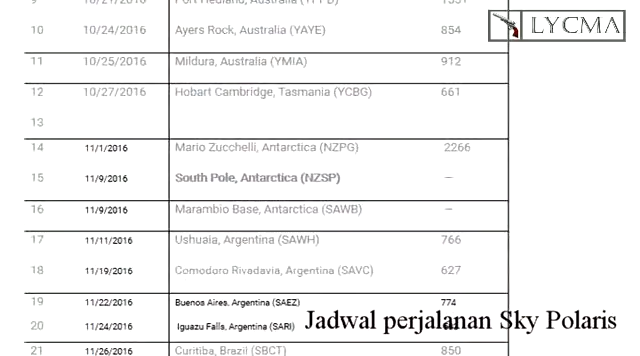 10 10/24/2016 Ayers Rock, Australia (YAYE) 854
LYCMA
11 10/25/2016 Mildura, Australia (YMIA) 912
12 10/27/2016 Hobart Cambridge, Tasmania (YCBG) 661
13
14 11/1/2016 Mario Zucchelli, Antarctica (NZPG) 2266
15 11/9/2016 South Pole, Antarctica (NZSP) –
16 11/9/2016 Marambio Base, Antarctica (SAWB) –
17 11/11/2016 Ushuaia, Argentina (SAWH) 766
18 11/19/2016 Comodoro Rivadavia, Argentina (SAVC) 627
19 11/22/2016 Buenos Aires, Argentina (SAEZ) 774
20 11/24/2016 Iguazu Falls, Argentina (SARI)
Jadwal perjalanan Sky Polaris
21 11/26/2016 Curitiba, Brazil (SBCT) 850